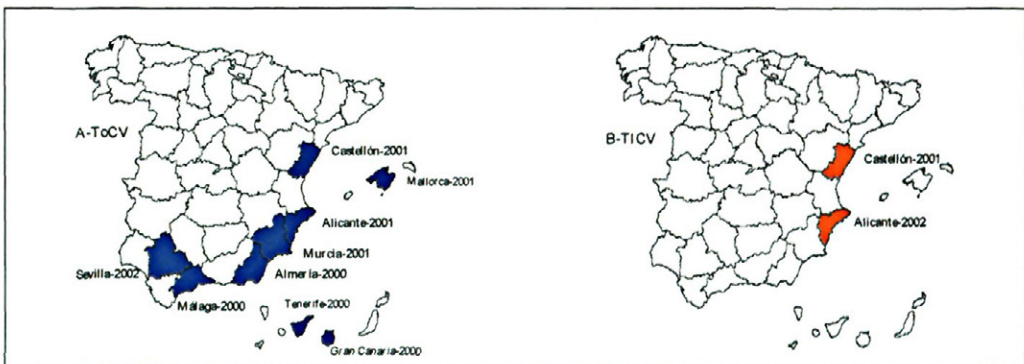 A-ToCV
Castellón-2001
Mallorca-2001
Alicante-2001
Murcia-2001
Sevilla-2002
Almería-2000
Málaga-2000
Tenerife-2000
Gran Canaria-2000
B-TICV
Castellón-2001
Alicante-2002